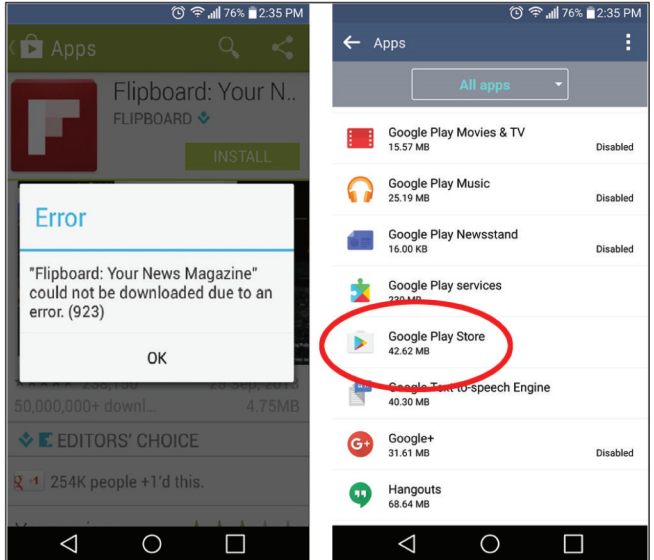 76% 2:35 PM
Apps
Flipboard: Your N..
FLIPBOARD
INSTALL
Error
"Flipboard: Your News Magazine"
could not be downloaded due to an
error. (923)
OK
50,000,000+ downl... 4.75MB
EDITORS' CHOICE
254K people +1'd this.
76% 2:35 PM
Apps
All apps
Google Play Movies & TV
15.57 MB Disabled
Google Play Music
25.19 MB Disabled
Google Play Newsstand
16.00 KB Disabled
Google Play services
239 MB
Google Play Store
42.62 MB
Google Text-to-speech Engine
40.30 MB
Google+
31.61 MB Disabled
Hangouts
68.64 MB